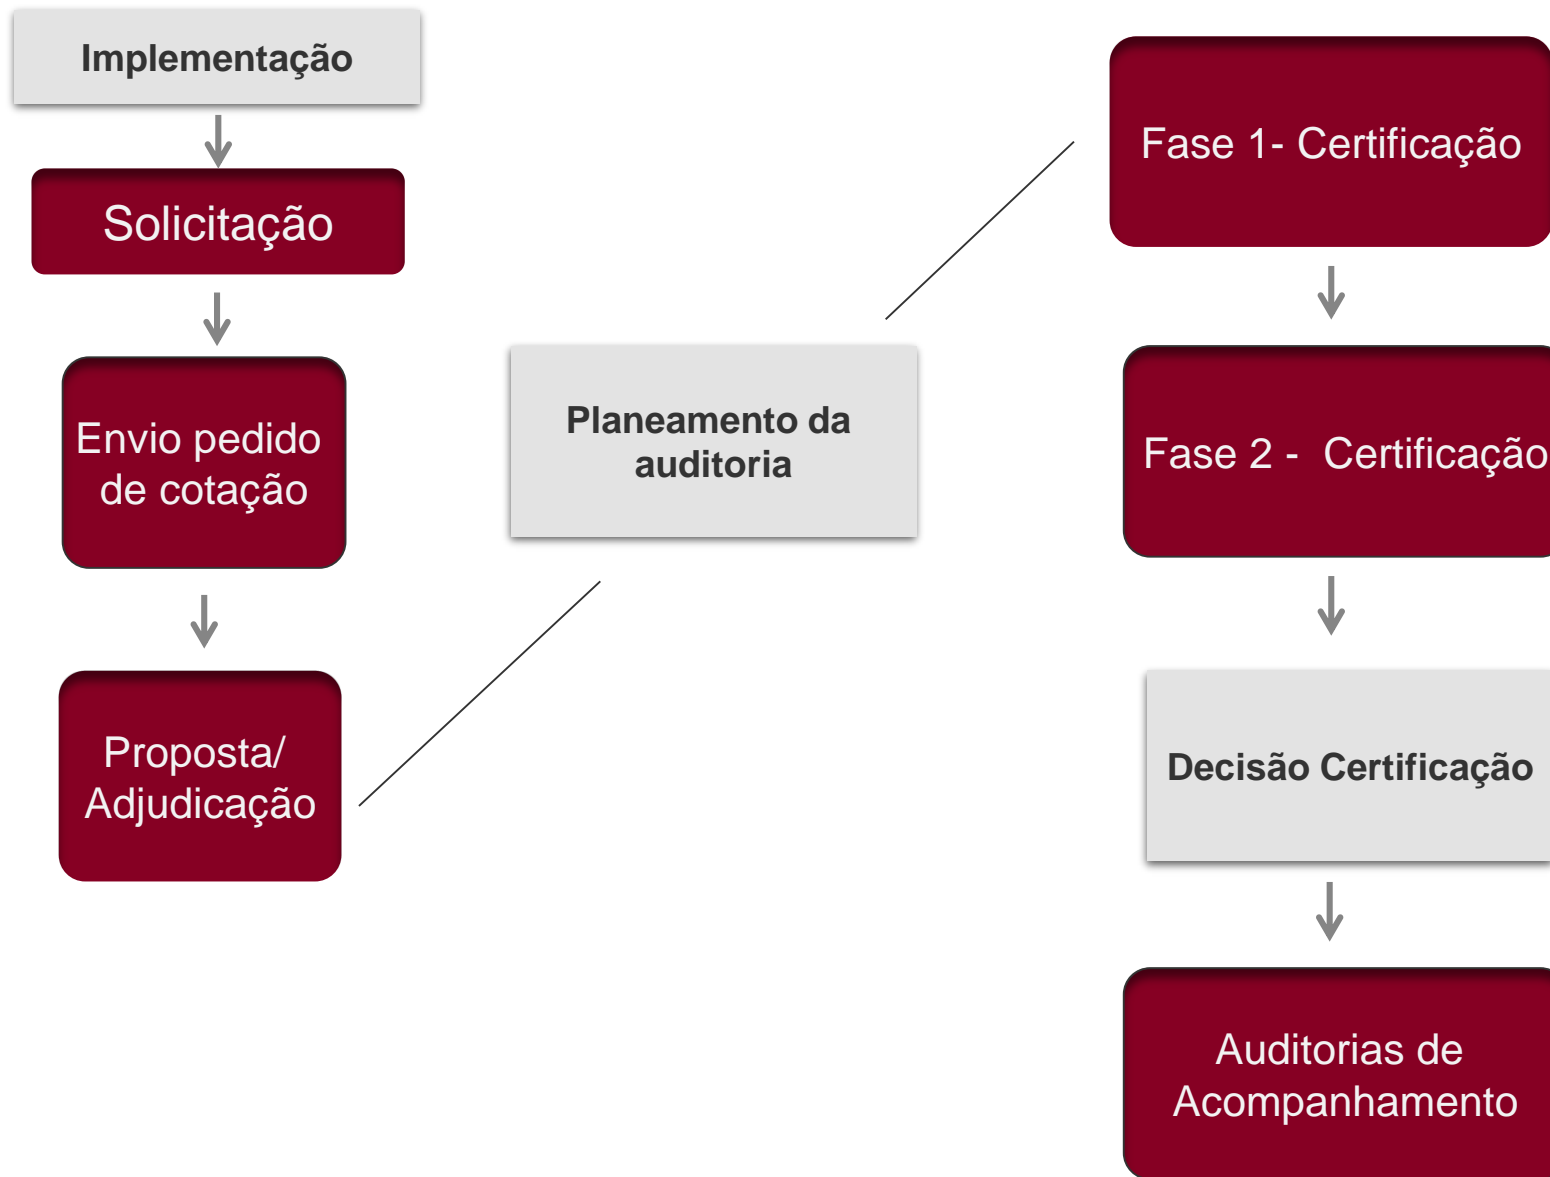 Implementação
Solicitação
Envio pedido
de cotação
Proposta/
Adjudicação
Planeamento da
auditoria
Fase 1- Certificação
Fase 2 -  Certificação
Decisão Certificação
Auditorias de
Acompanhamento